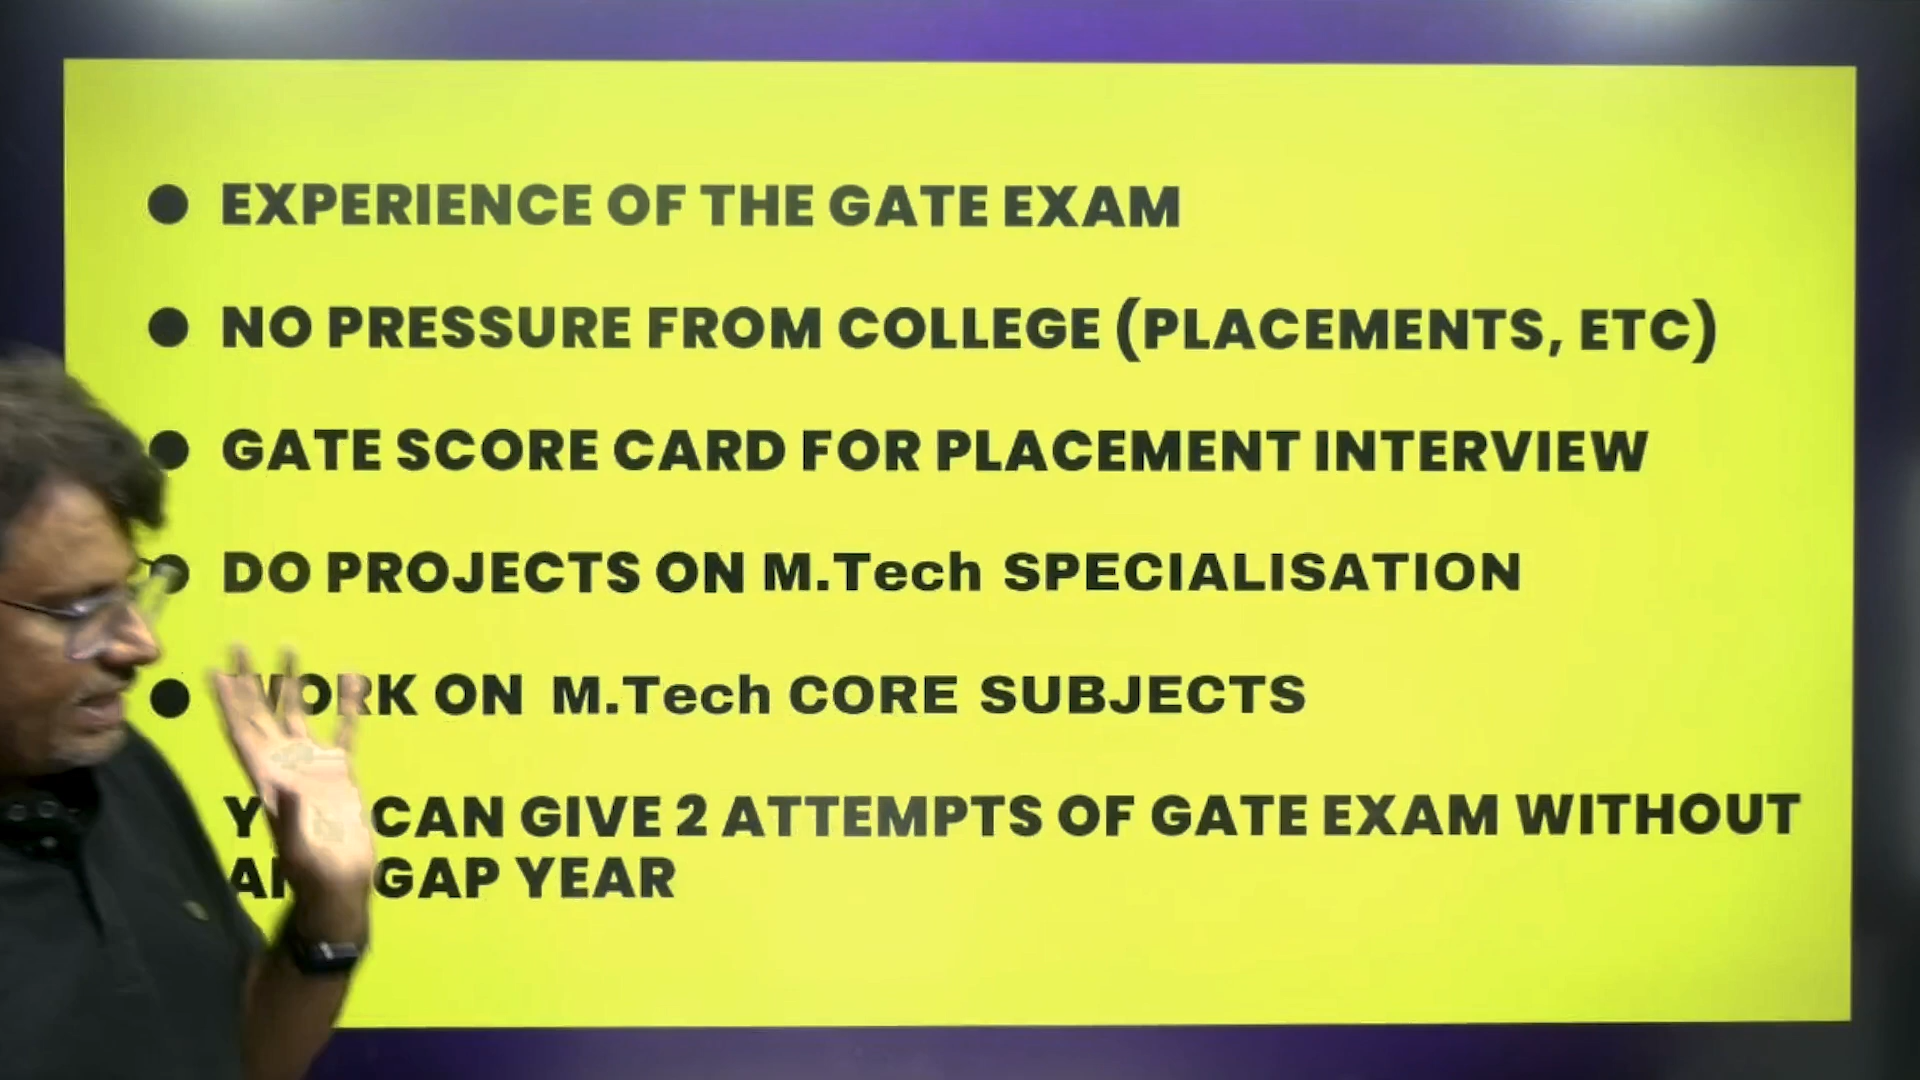 EXPERIENCE OF THE GATE EXAM
NO PRESSURE FROM COLLEGE (PLACEMENTS, ETC)
GATE SCORE CARD FOR PLACEMENT INTERVIEW
DO PROJECTS ON M.Tech SPECIALISATION
WORK ON M.Tech CORE SUBJECTS
CAN GIVE 2 ATTEMPTS OF GATE EXAM WITHOUT
GAP YEAR